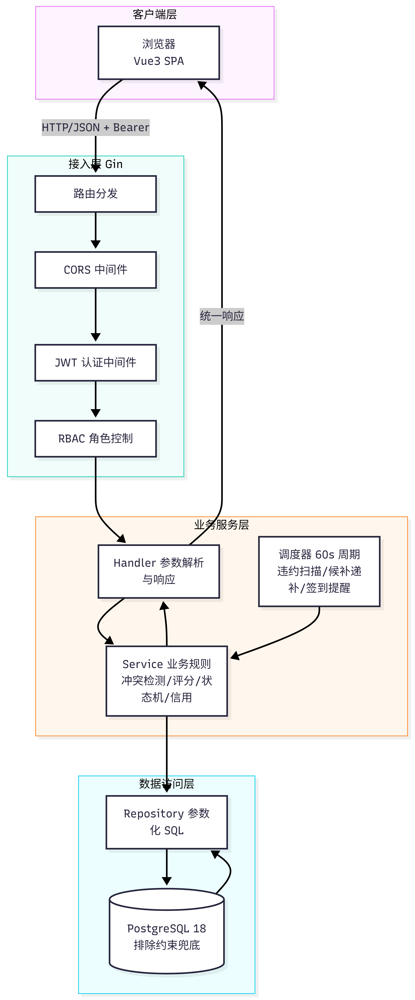 客户端层
浏览器
Vue3 SPA
HTTP/JSON + Bearer
接入层 Gin
路由分发
CORS 中间件
统一响应
JWT 认证中间件
RBAC 角色控制
业务服务层
Handler 参数解析
与响应
调度器 60s 周期
违约扫描/候补递
补/签到提醒
Service 业务规则
冲突检测/评分/状
态机/信用
数据访问层
Repository 参数
化 SQL
PostgreSQL 18
排除约束兜底